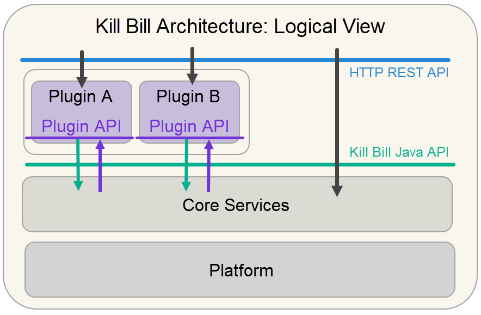 Kill Bill Architecture: Logical View
HTTP REST API
Plugin A
Plugin B
Plugin API
Plugin API
Kill Bill Java API
Core Services
Platform